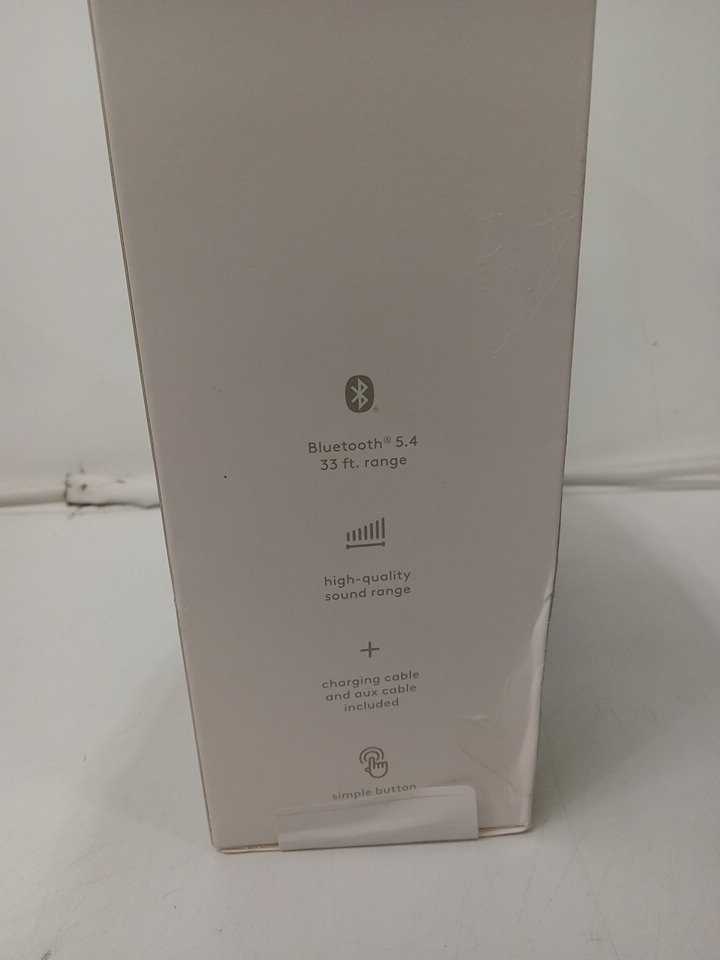 Bluetooth® 5.4
33 ft. range
high-quality
sound range
+
charging cable
and aux cable
included
simple button